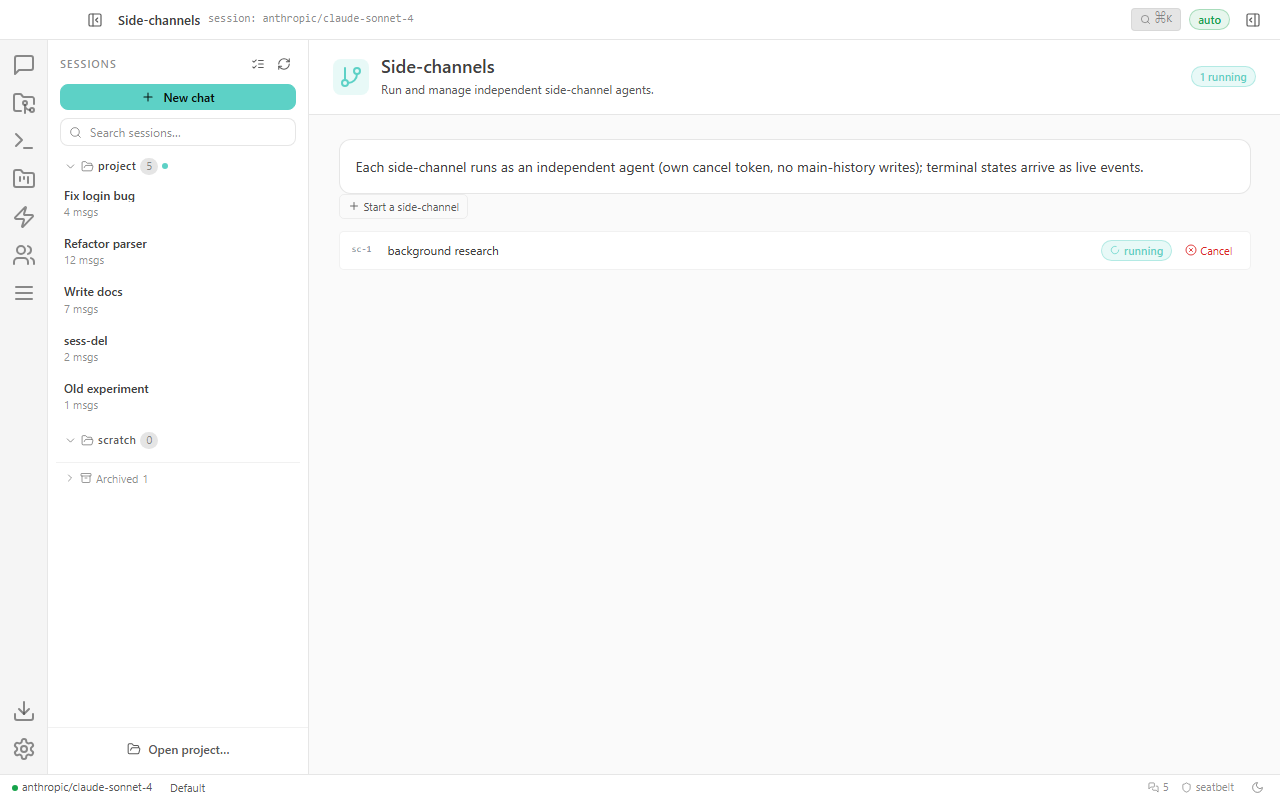 Side-channels session: anthropic/claude-sonnet-4
⌘K
auto
SESSIONS
+ New chat
Search sessions...
project 5
Fix login bug
4 msgs
Refactor parser
12 msgs
Write docs
7 msgs
sess-del
2 msgs
Old experiment
1 msgs
scratch 0
Archived 1
Open project...
Side-channels
Run and manage independent side-channel agents.
1 running
Each side-channel runs as an independent agent (own cancel token, no main-history writes); terminal states arrive as live events.
+ Start a side-channel
sc-1 background research running Cancel
anthropic/claude-sonnet-4 Default
5 seatbelt